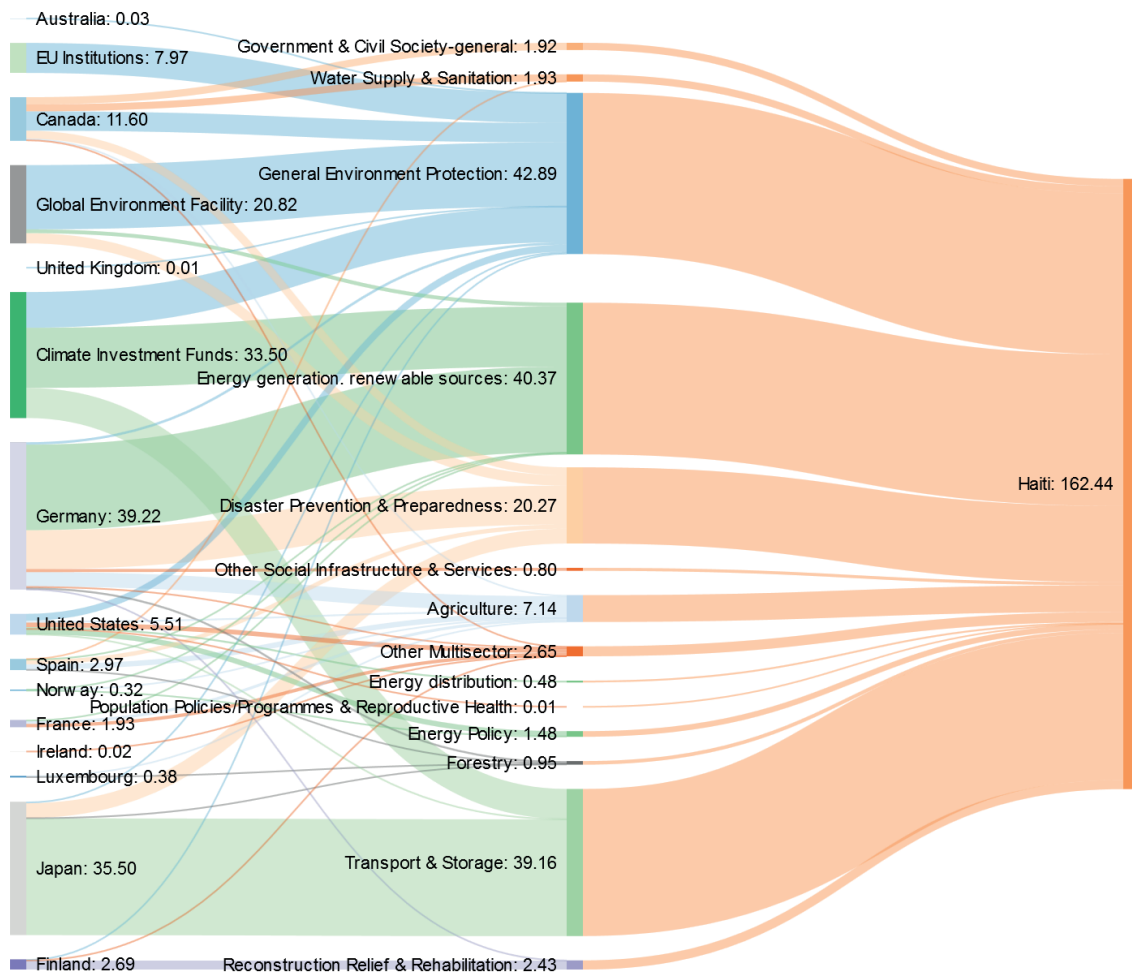 Australia: 0.03
EU Institutions: 7.97
Canada: 11.60
Global Environment Facility: 20.82
United Kingdom: 0.01
Climate Investment Funds: 33.50
Germany: 39.22
United States: 5.51
Spain: 2.97
Norway: 0.32
France: 1.93
Ireland: 0.02
Luxembourg: 0.38
Japan: 35.50
Finland: 2.69
Government & Civil Society-general: 1.92
Water Supply & Sanitation: 1.93
General Environment Protection: 42.89
Energy generation. renewable sources: 40.37
Disaster Prevention & Preparedness: 20.27
Other Social Infrastructure & Services: 0.80
Agriculture: 7.14
Other Multisector: 2.65
Energy distribution: 0.48
Population Policies/Programmes & Reproductive Health: 0.01
Energy Policy: 1.48
Forestry: 0.95
Transport & Storage: 39.16
Reconstruction Relief & Rehabilitation: 2.43
Haiti: 162.44